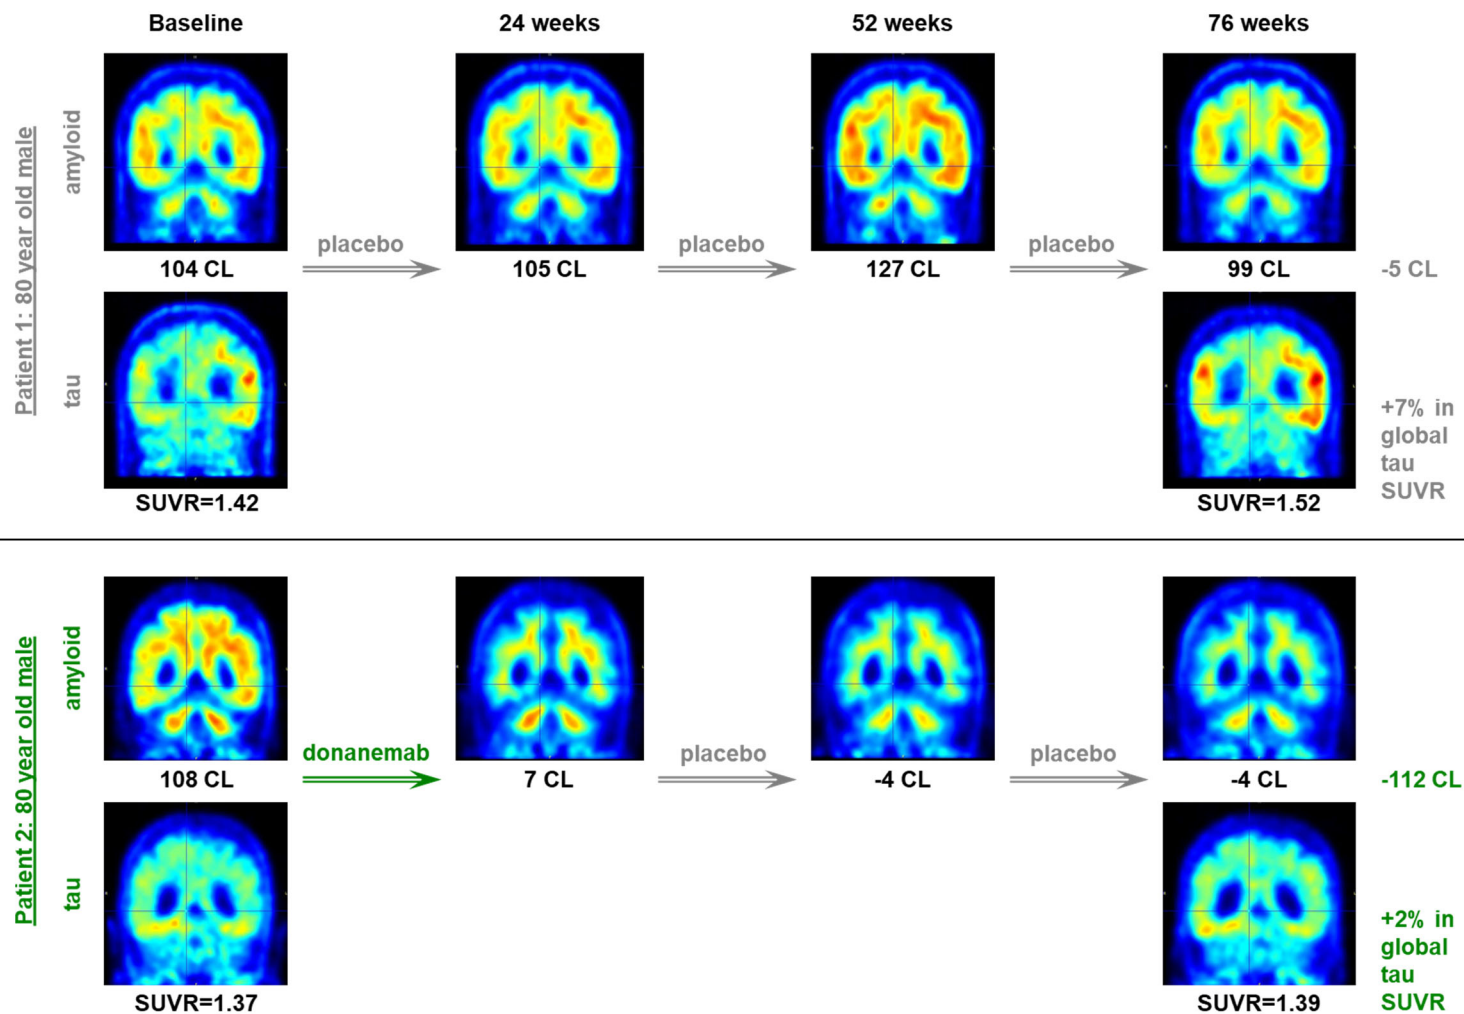 Baseline 24 weeks 52 weeks 76 weeks
Patient 1: 80 year old male
amyloid
placebo placebo placebo
104 CL 105 CL 127 CL 99 CL -5 CL
tau
+7% in
global
tau
SUVR
SUVR=1.42 SUVR=1.52
Patient 2: 80 year old male
amyloid
donanemab placebo placebo
108 CL 7 CL -4 CL -4 CL -112 CL
tau
+2% in
global
tau
SUVR
SUVR=1.37 SUVR=1.39